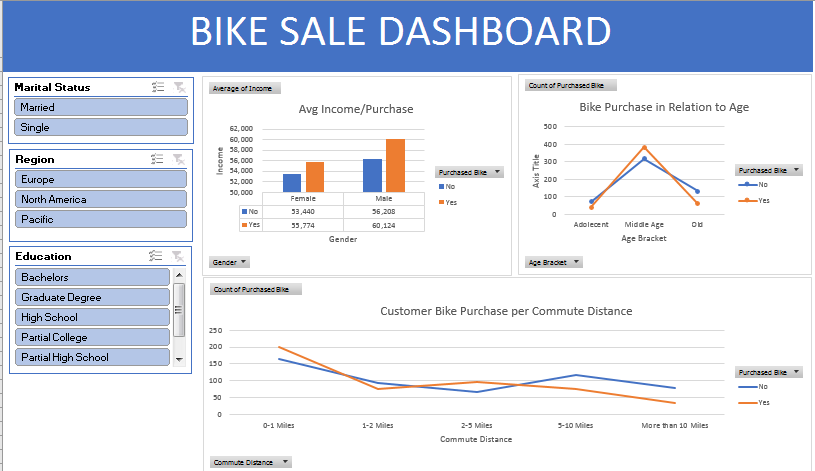 BIKE SALE DASHBOARD
Marital Status
Married
Single
Region
Europe
North America
Pacific
Education
Bachelors
Graduate Degree
High School
Partial College
Partial High School
Average of Income
Avg Income/Purchase
Income
62,000
60,000
58,000
56,000
54,000
52,000
50,000
Female Male
No 53,440 56,208
Yes 55,774 60,124
Gender
Purchased Bike
No
Yes
Gender
Count of Purchased Bike
Bike Purchase in Relation to Age
Axis Title
500
400
300
200
100
0
Adolecent Middle Age Old
Age Bracket
Purchased Bike
No
Yes
Age Bracket
Count of Purchased Bike
Customer Bike Purchase per Commute Distance
250
200
150
100
50
0
0-1 Miles 1-2 Miles 2-5 Miles 5-10 Miles More than 10 Miles
Commute Distance
Purchased Bike
No
Yes
Commute Distance